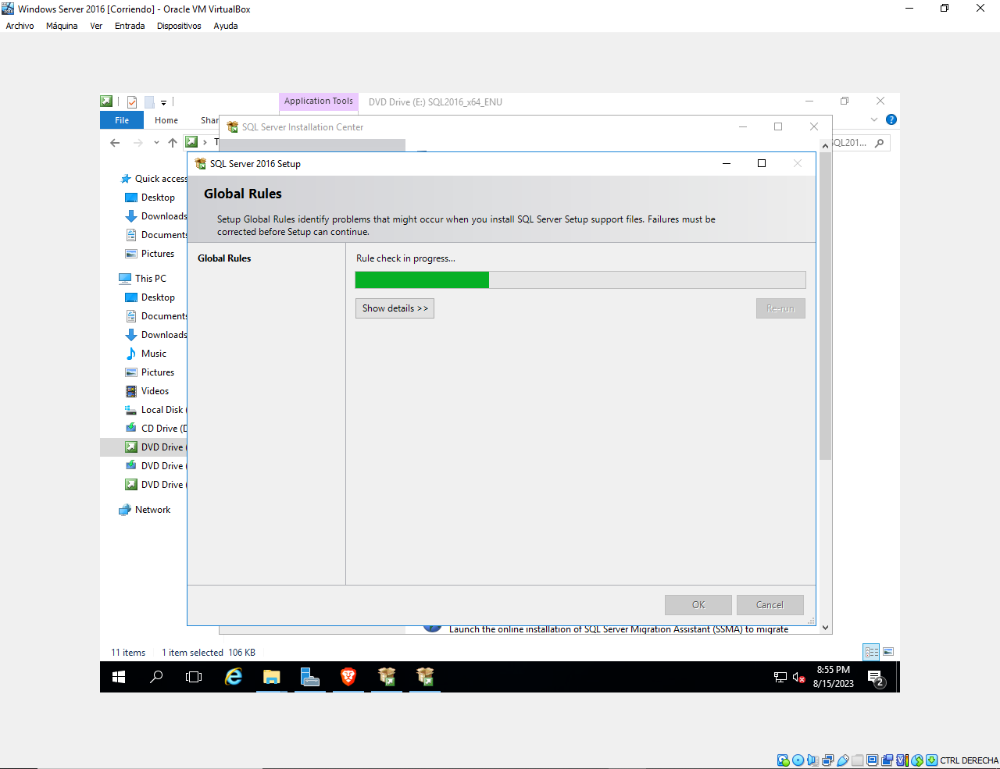 Windows Server 2016 [Corriendo] - Oracle VM VirtualBox
Archivo Máquina Ver Entrada Dispositivos Ayuda
Application Tools DVD Drive (E:) SQL2016_x64_ENU
File Home Shar
SQL Server Installation Center
T
SQL201...
SQL Server 2016 Setup
Global Rules
Setup Global Rules identify problems that might occur when you install SQL Server Setup support files. Failures must be
corrected before Setup can continue.
Global Rules
Rule check in progress...
Show details >>
Re-run
Quick access
Desktop
Downloads
Documents
Pictures
This PC
Desktop
Documents
Downloads
Music
Pictures
Videos
Local Disk (
CD Drive (D
DVD Drive (
DVD Drive (
DVD Drive (
Network
OK Cancel
Launch the online installation of SQL Server Migration Assistant (SSMA) to migrate
11 items 1 item selected 106 KB
8:55 PM
8/15/2023
2
CTRL DERECHA